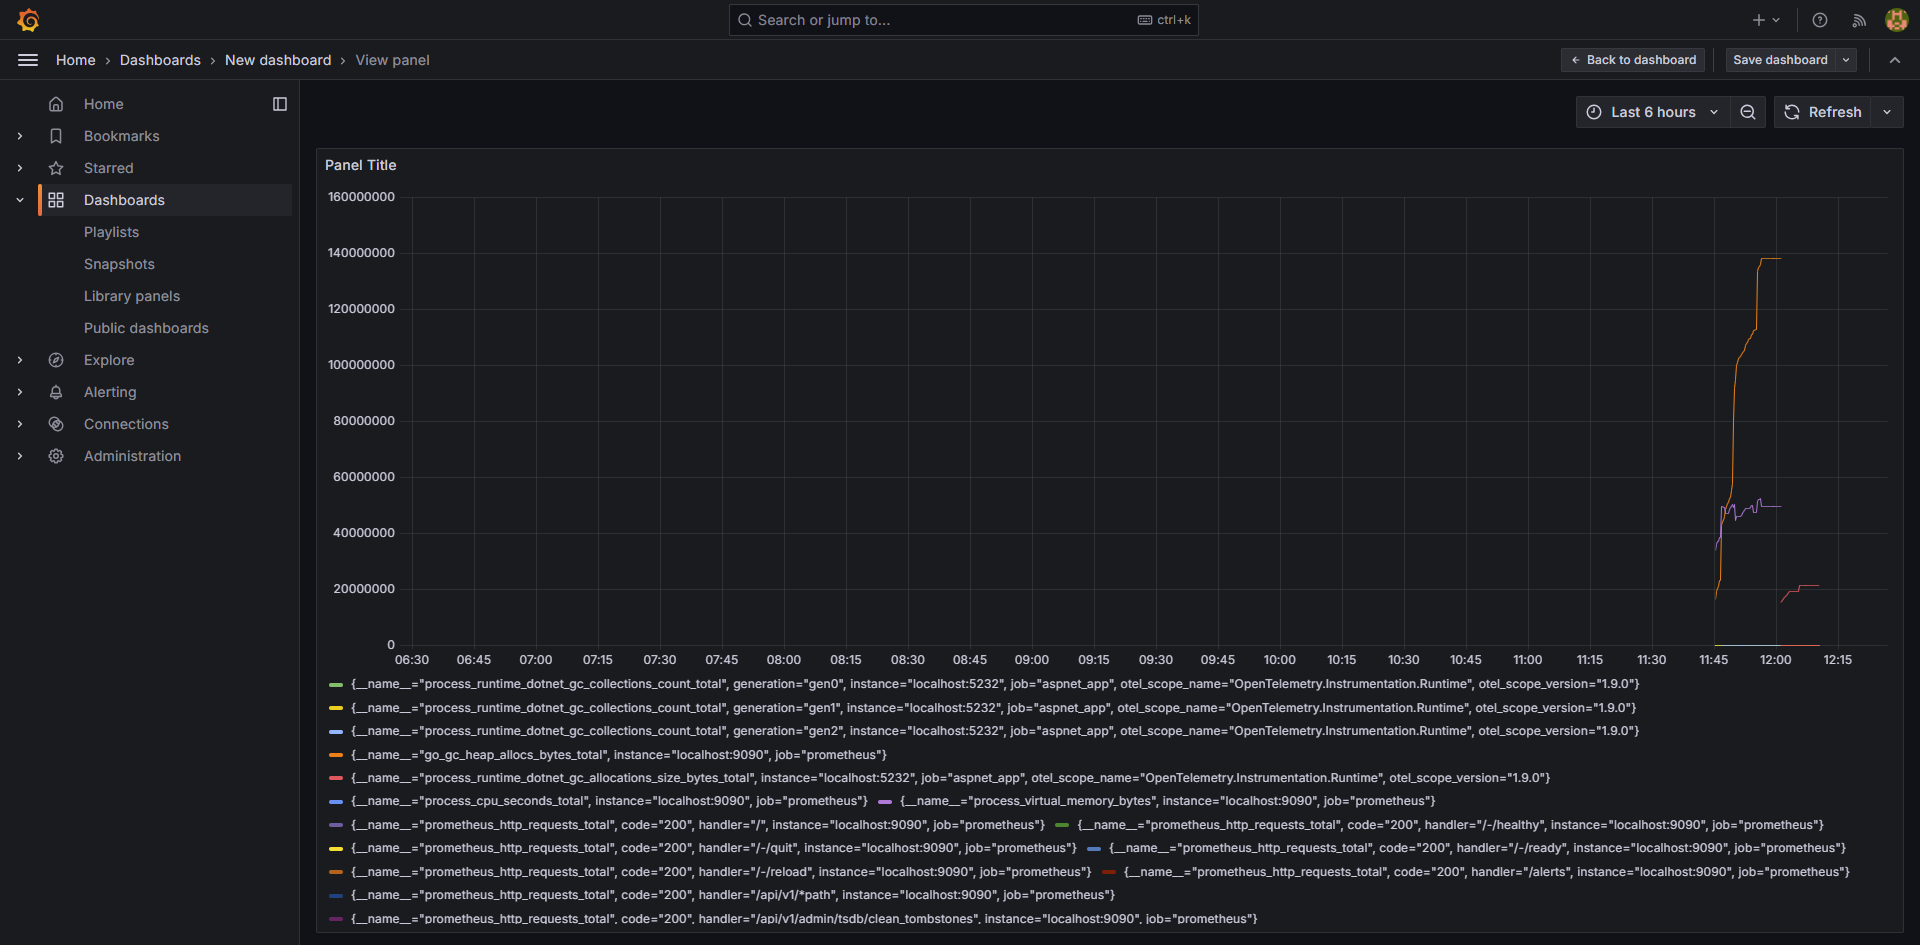 Search or jump to... ctrl+k
Home › Dashboards › New dashboard › View panel
Back to dashboard
Save dashboard
Home
Bookmarks
Starred
Dashboards
Playlists
Snapshots
Library panels
Public dashboards
Explore
Alerting
Connections
Administration
Last 6 hours
Refresh
Panel Title
160000000
140000000
120000000
100000000
80000000
60000000
40000000
20000000
0
06:30 06:45 07:00 07:15 07:30 07:45 08:00 08:15 08:30 08:45 09:00 09:15 09:30 09:45 10:00 10:15 10:30 10:45 11:00 11:15 11:30 11:45 12:00 12:15
{__name__="process_runtime_dotnet_gc_collections_count_total", generation="gen0", instance="localhost:5232", job="aspnet_app", otel_scope_name="OpenTelemetry.Instrumentation.Runtime", otel_scope_version="1.9.0"}
{__name__="process_runtime_dotnet_gc_collections_count_total", generation="gen1", instance="localhost:5232", job="aspnet_app", otel_scope_name="OpenTelemetry.Instrumentation.Runtime", otel_scope_version="1.9.0"}
{__name__="process_runtime_dotnet_gc_collections_count_total", generation="gen2", instance="localhost:5232", job="aspnet_app", otel_scope_name="OpenTelemetry.Instrumentation.Runtime", otel_scope_version="1.9.0"}
{__name__="go_gc_heap_allocs_bytes_total", instance="localhost:9090", job="prometheus"}
{__name__="process_runtime_dotnet_gc_allocations_size_bytes_total", instance="localhost:5232", job="aspnet_app", otel_scope_name="OpenTelemetry.Instrumentation.Runtime", otel_scope_version="1.9.0"}
{__name__="process_cpu_seconds_total", instance="localhost:9090", job="prometheus"} {__name__="process_virtual_memory_bytes", instance="localhost:9090", job="prometheus"}
{__name__="prometheus_http_requests_total", code="200", handler="/", instance="localhost:9090", job="prometheus"} {__name__="prometheus_http_requests_total", code="200", handler="/-/healthy", instance="localhost:9090", job="prometheus"}
{__name__="prometheus_http_requests_total", code="200", handler="/-/quit", instance="localhost:9090", job="prometheus"} {__name__="prometheus_http_requests_total", code="200", handler="/-/ready", instance="localhost:9090", job="prometheus"}
{__name__="prometheus_http_requests_total", code="200", handler="/-/reload", instance="localhost:9090", job="prometheus"} {__name__="prometheus_http_requests_total", code="200", handler="/alerts", instance="localhost:9090", job="prometheus"}
{__name__="prometheus_http_requests_total", code="200", handler="/api/v1/*path", instance="localhost:9090", job="prometheus"}
{__name__="prometheus_http_requests_total", code="200", handler="/api/v1/admin/tsdb/clean_tombstones", instance="localhost:9090", job="prometheus"}